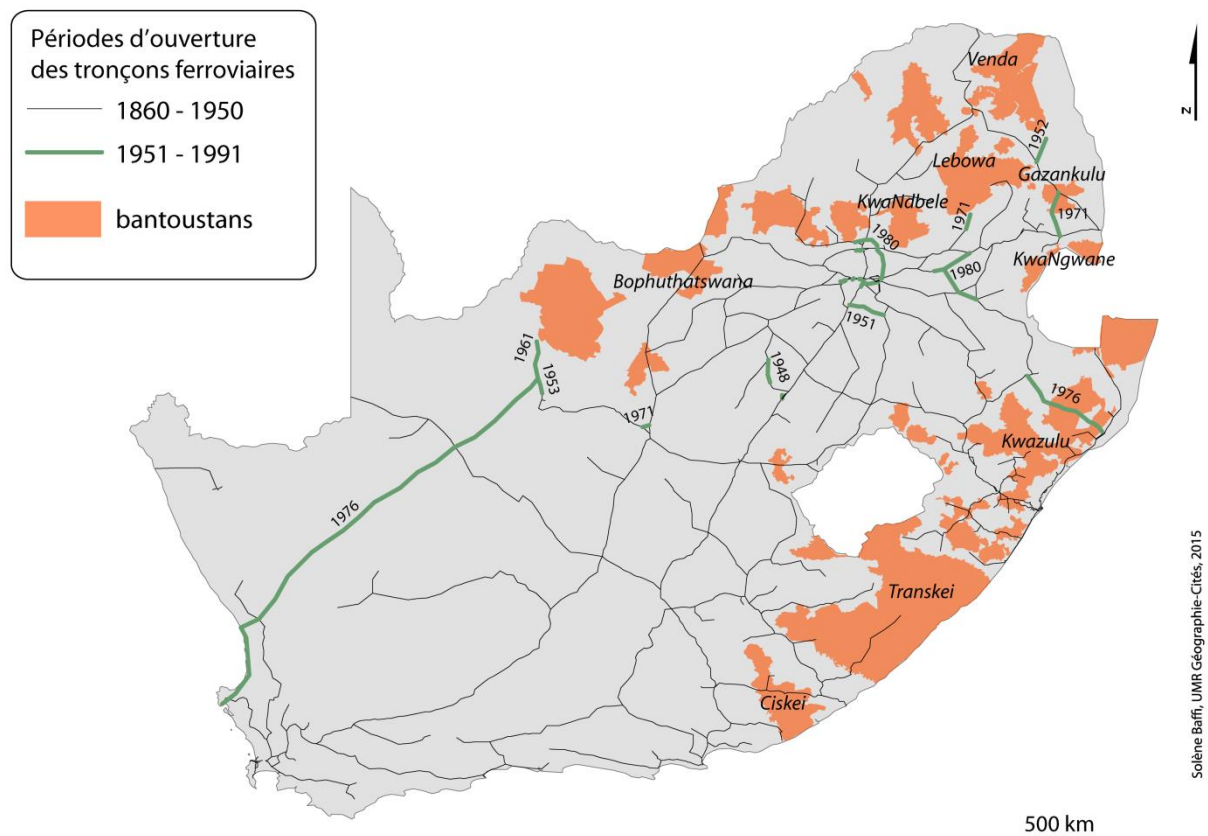 Périodes d'ouverture
des tronçons ferroviaires
1860 - 1950
1951 - 1991
bantoustans
N
Venda
1952
Lebowa
Gazankulu
KwaNdbele
1971
1971
1980
KwaNgwane
Bophuthatswana
1980
1951
1961
1953
1948
1976
1971
Kwazulu
1976
Transkei
Ciskei
Solène Baffi, UMR Géographie-Cités, 2015
500 km